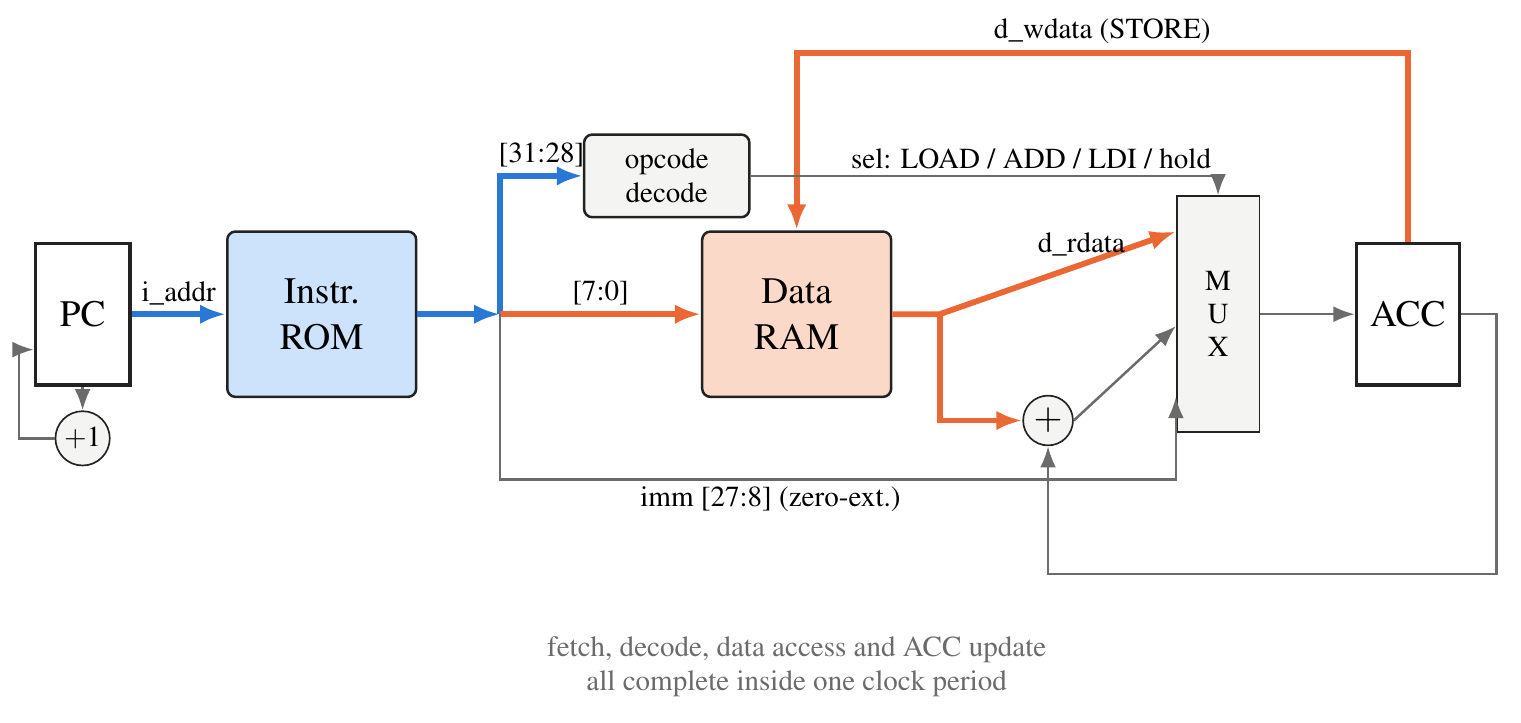 d_wdata (STORE)
[31:28]
opcode
decode
sel: LOAD / ADD / LDI / hold
PC
i_addr
Instr.
ROM
[7:0]
Data
RAM
d_rdata
M
U
X
ACC
+1
+
imm [27:8] (zero-ext.)
fetch, decode, data access and ACC update
all complete inside one clock period